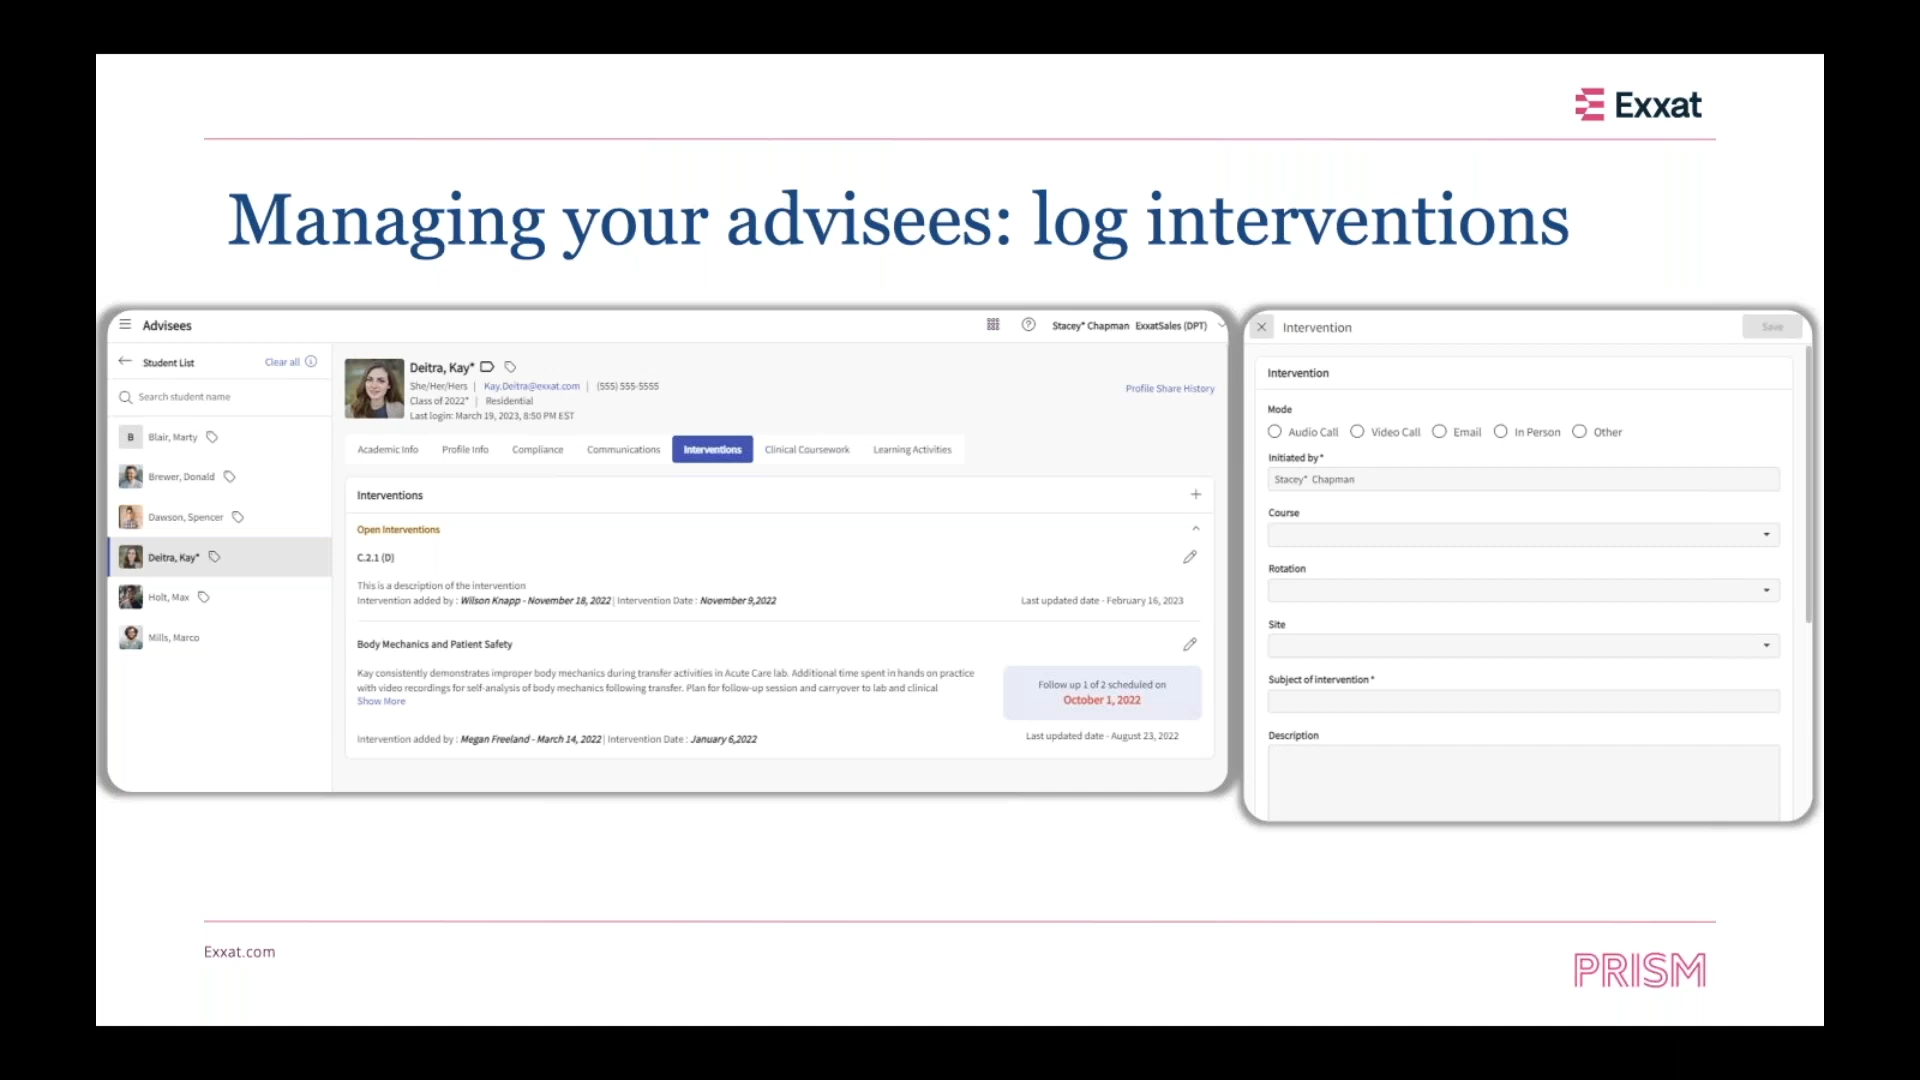 Exxat
Managing your advisees: log interventions
Advisees
Stacey* Chapman ExxatSales (DPT)
Student List
Clear all
Search student name
B Blair, Marty
Brewer, Donald
Dawson, Spencer
Deitra, Kay*
Holt, Max
Mills, Marco
Deitra, Kay*
She/Her/Hers | Kay.Deitra@exxat.com | (555) 555-5555
Class of 2022* | Residential
Last login: March 19, 2023, 8:50 PM EST
Profile Share History
Academic Info Profile Info Compliance Communications Interventions Clinical Coursework Learning Activities
Interventions
Open Interventions
C.2.1 (D)
This is a description of the intervention
Intervention added by : Wilson Knapp - November 18, 2022 | Intervention Date : November 9,2022
Last updated date - February 16, 2023
Body Mechanics and Patient Safety
Kay consistently demonstrates improper body mechanics during transfer activities in Acute Care lab. Additional time spent in hands on practice
with video recordings for self-analysis of body mechanics following transfer. Plan for follow-up session and carryover to lab and clinical
Show More
Follow up 1 of 2 scheduled on
October 1, 2022
Intervention added by : Megan Freeland - March 14, 2022 | Intervention Date : January 6,2022
Last updated date - August 23, 2022
Intervention
Save
Intervention
Mode
Audio Call Video Call Email In Person Other
Initiated by*
Stacey* Chapman
Course
Rotation
Site
Subject of intervention *
Description
Exxat.com
PRISM